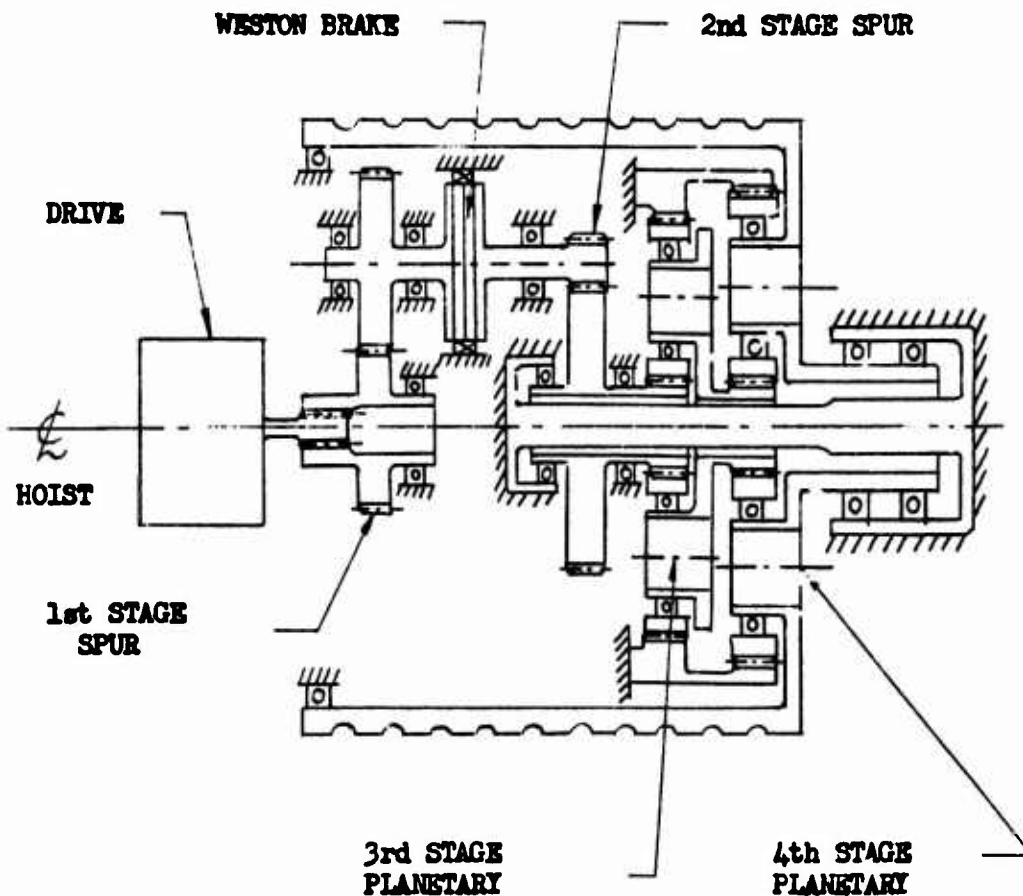 WESTON BRAKE
2nd STAGE SPUR
DRIVE
℄
HOIST
1st STAGE
SPUR
3rd STAGE
PLANETARY
4th STAGE
PLANETARY